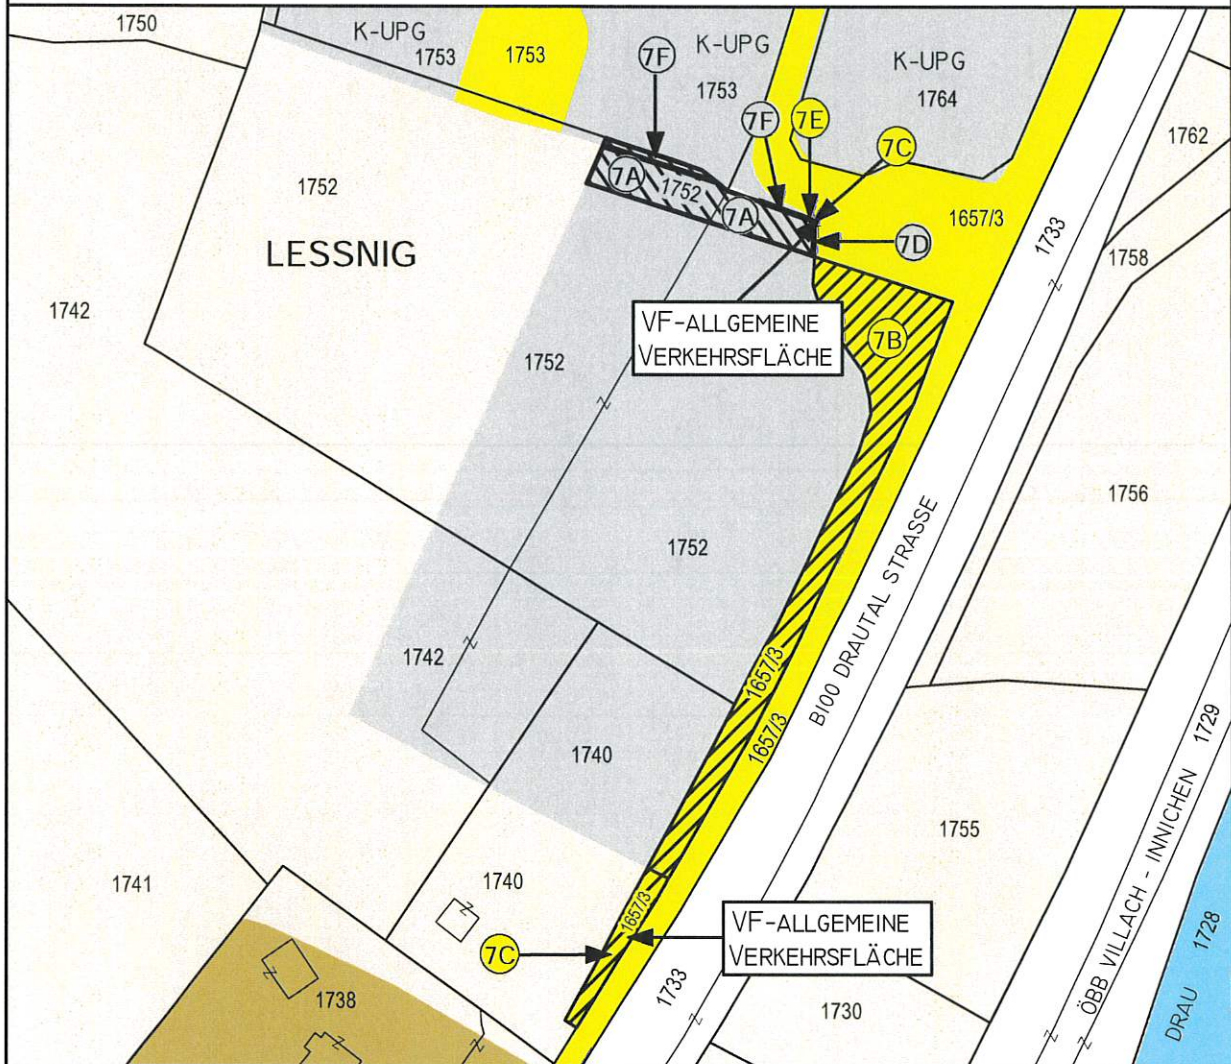 1750
K-UPG
1753
1753
7F
K-UPG
1753
K-UPG
1764
7F
7E
7C
1762
7A
1752
7A
1752
LESSNIG
7D
1657/3
1733
1758
1742
VF-ALLGEMEINE
VERKEHRSFLÄCHE
7B
1752
1756
1752
B100 DRAUTAL STRASSE
1742
1657/3
1657/3
1740
ÖBB VILLACH - INNICHEN 1729
1755
1741
1740
1657/3
VF-ALLGEMEINE
VERKEHRSFLÄCHE
7C
1733
1738
1730
DRAU 1728